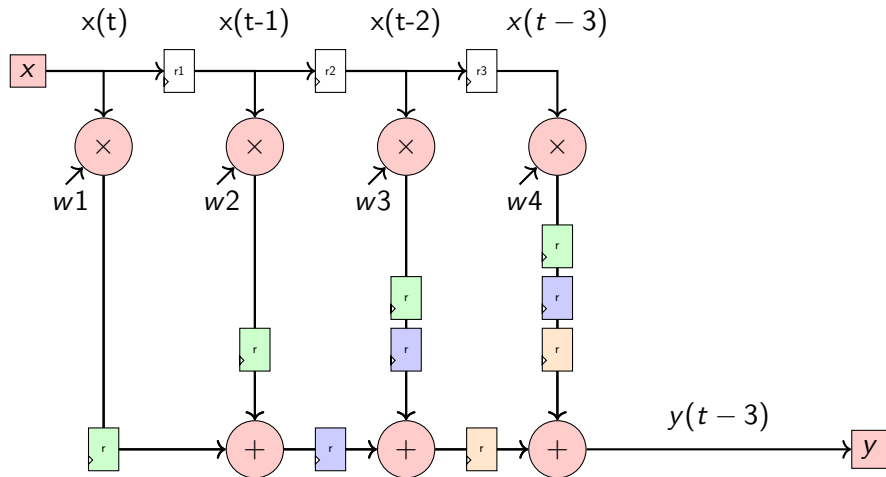 x(t) x(t-1) x(t-2) x(t − 3)
x r1 r2 r3
× × × ×
w1 w2 w3 w4
r
r r
r r r
r + r + r + y(t − 3) y